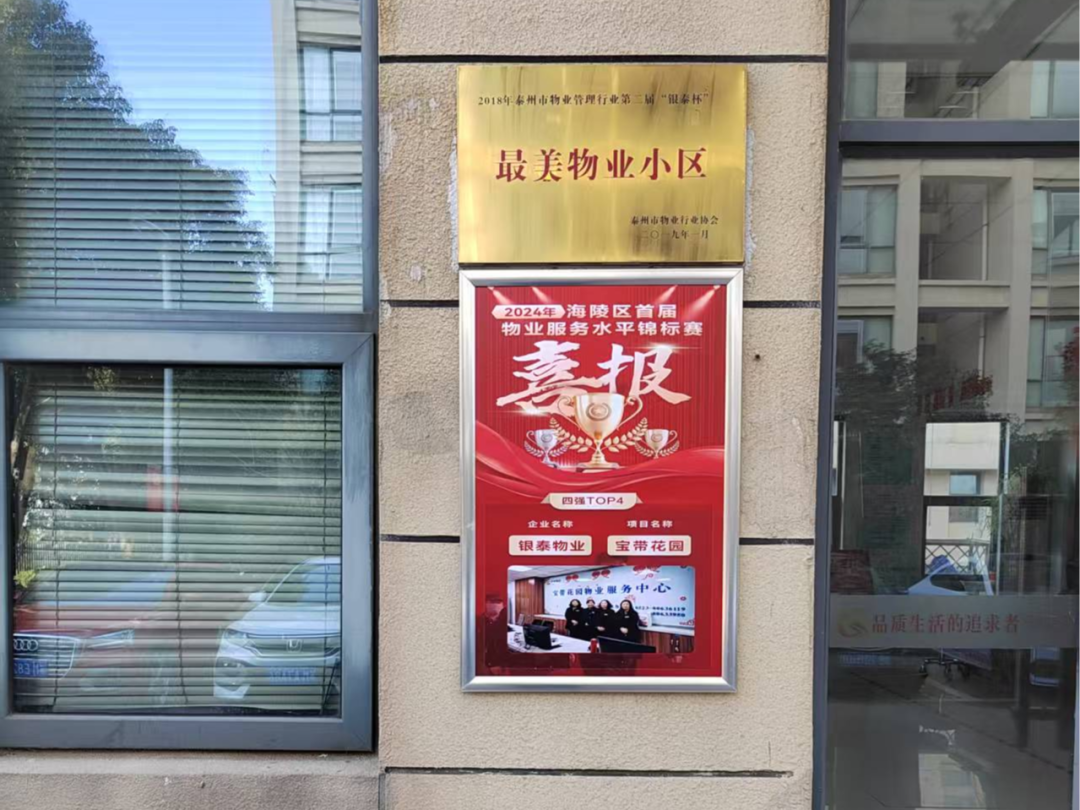 2018年泰州市物业管理行业第二届“银泰杯”
最美物业小区
泰州市物业行业协会
二〇一九年一月
2024年 海陵区首届
物业服务水平锦标赛
喜报
四强TOP4
企业名称 项目名称
银泰物业 宝带花园
宝带花园物业服务中心
品质生活的追求者